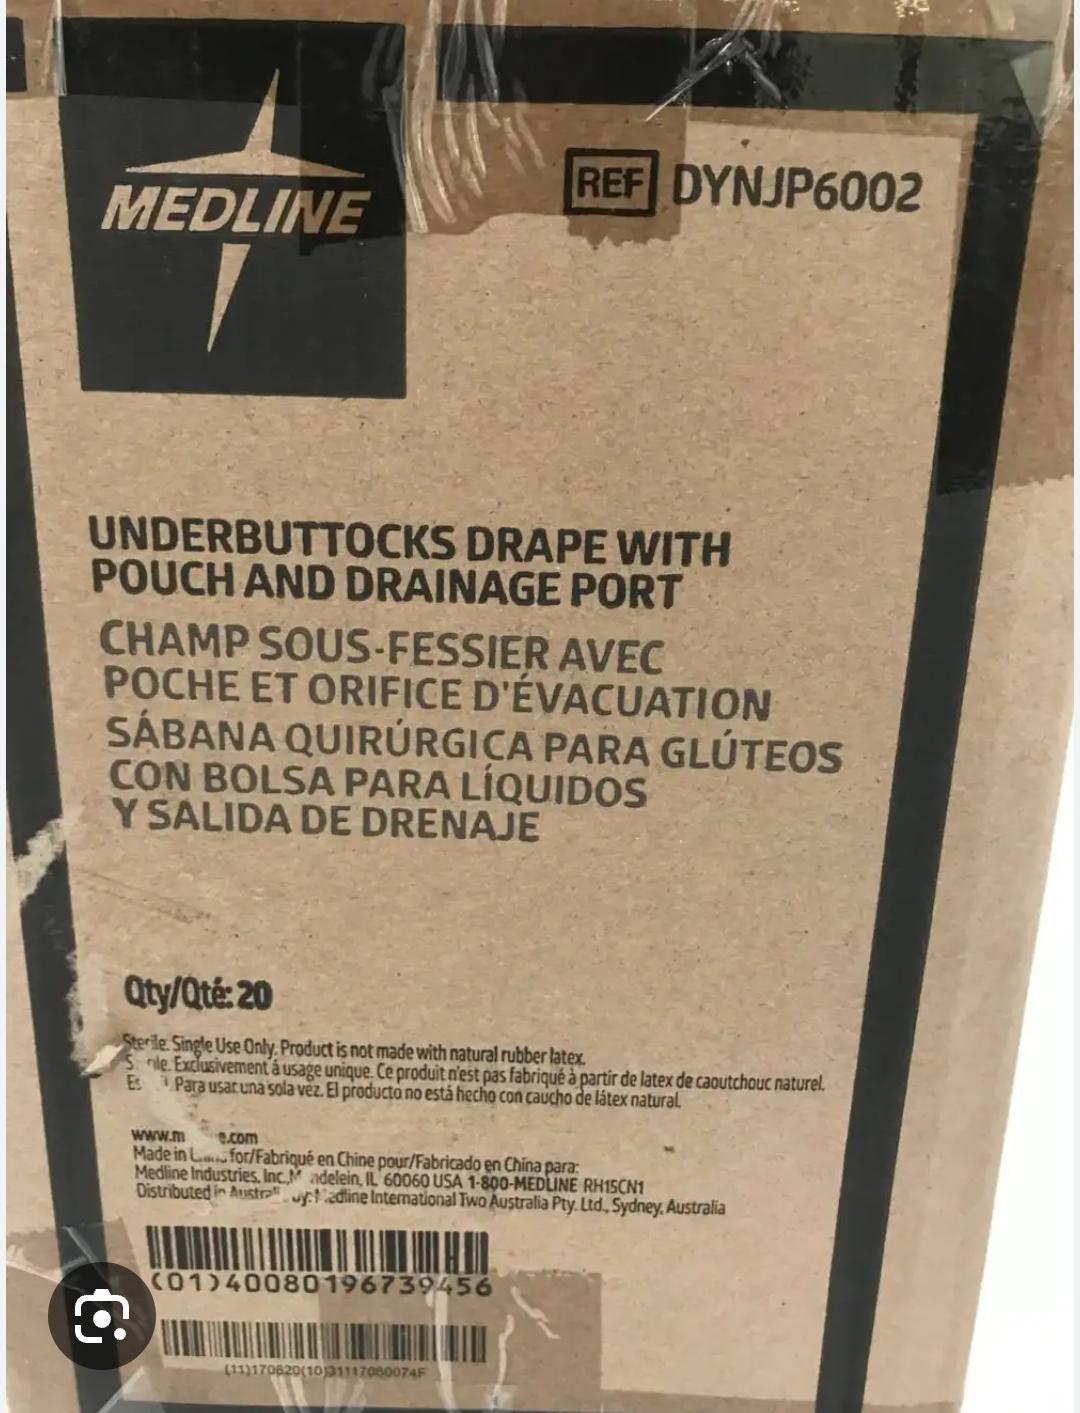 MEDLINE
REF DYNJP6002
UNDERBUTTOCKS DRAPE WITH
POUCH AND DRAINAGE PORT
CHAMP SOUS-FESSIER AVEC
POCHE ET ORIFICE D'ÉVACUATION
SÁBANA QUIRÚRGICA PARA GLÚTEOS
CON BOLSA PARA LÍQUIDOS
Y SALIDA DE DRENAJE
Qty/Qté: 20
Sterile. Single Use Only. Product is not made with natural rubber latex.
Exclusivement á usage unique. Ce produit n'est pas fabriqué à partir de latex de caoutchouc naturel.
Para usar una sola vez. El producto no está hecho con caucho de látex natural.
Made in for/Fabriqué en Chine pour/Fabricado en China para:
Medline Industries, Inc., IL 60060 USA 1-800-MEDLINE RH15CN1
Distributed in Medline International Two Australia Pty. Ltd., Sydney, Australia
(01)40080196739456
(11)170620(10)31117060074F